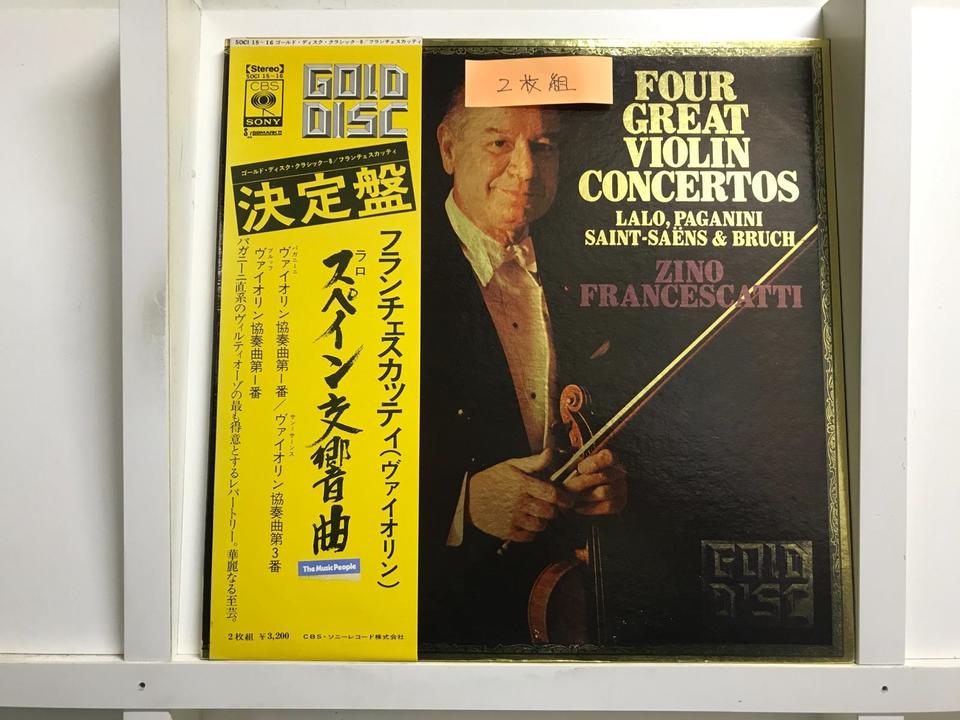 SOCI 15~16 ゴールド・ディスク・クラシック-8/フランチェスカッティ
【Stereo】
SOCI 15~16
CBS
SONY
GOLD
DISC
ゴールド・ディスク・クラシック-8/フランチェスカッティ
決定盤
フランチェスカッティ(ヴァイオリン)
ラロ
スペイン交響曲
パガニーニ サン=サーンス
ヴァイオリン協奏曲第1番/ヴァイオリン協奏曲第3番
ブルッフ
ヴァイオリン協奏曲第1番
パガニーニ直系のヴィルティオーゾの最も得意とするレパートリー。華麗なる至芸。
The Music People
2枚組 ¥3,200
CBS・ソニーレコード株式会社
2枚組
FOUR
GREAT
VIOLIN
CONCERTOS
LALO, PAGANINI
SAINT-SAËNS & BRUCH
ZINO
FRANCESCATTI
GOLD
DISC